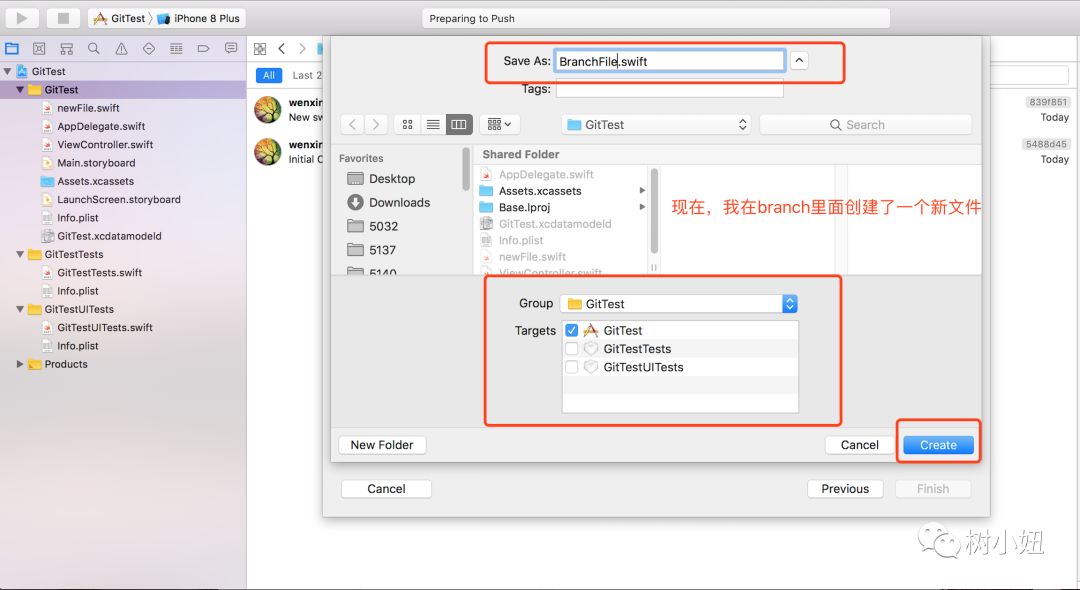 GitTest
iPhone 8 Plus
Preparing to Push
GitTest
GitTest
newFile.swift
AppDelegate.swift
ViewController.swift
Main.storyboard
Assets.xcassets
LaunchScreen.storyboard
Info.plist
GitTest.xcdatamodeld
GitTestTests
GitTestTests.swift
Info.plist
GitTestUITests
GitTestUITests.swift
Info.plist
Products
All
Last 2
wenxin
New sw
wenxin
Initial C
839f851
Today
5488d45
Today
Save As:
BranchFile.swift
Tags:
GitTest
Search
Favorites
Desktop
Downloads
5032
5137
5140
Shared Folder
AppDelegate.swift
Assets.xcassets
Base.lproj
GitTest.xcdatamodeld
Info.plist
newFile.swift
ViewController.swift
现在，我在branch里面创建了一个新文件
Group
GitTest
Targets
GitTest
GitTestTests
GitTestUITests
New Folder
Cancel
Create
Cancel
Previous
Finish
树小妞